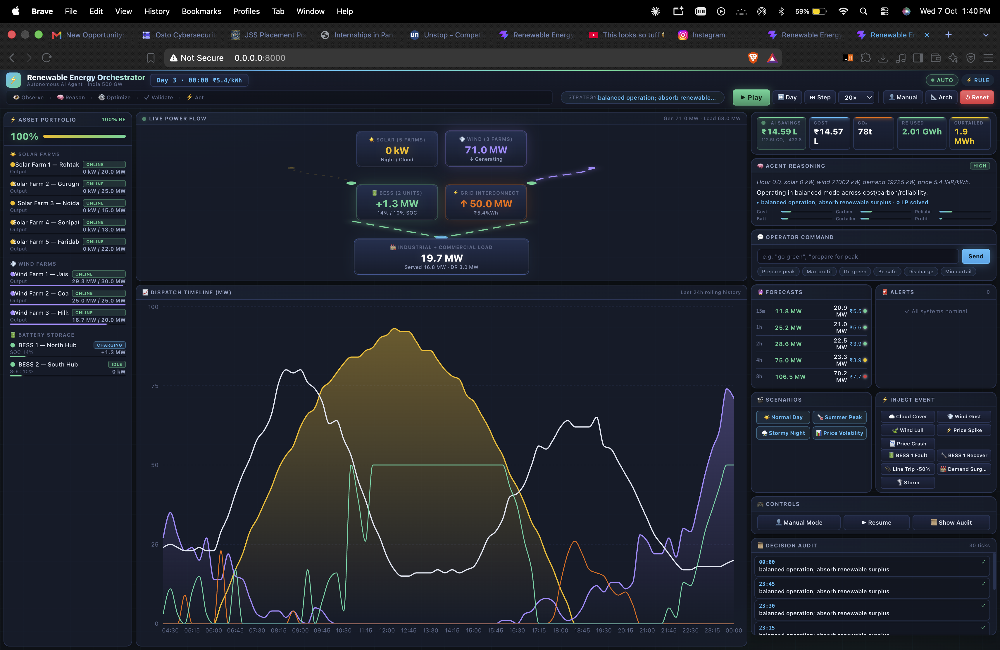 Brave File Edit View History Bookmarks Profiles Tab Window Help 59% Wed 7 Oct 1:40 PM
New Opportunity: Osto Cybersecurit JSS Placement Po Internships in Pan Unstop - Competit Renewable Energy This looks so tuff Instagram Renewable Energy Renewable En
Not Secure 0.0.0.0:8000
Renewable Energy Orchestrator
Autonomous AI Agent · India 500 GW
Day 3 · 00:00 ₹5.4/kWh
AUTO RULE
Observe › Reason › Optimize › Validate › Act
STRATEGY balanced operation; absorb renewable...
Play Day Step 20× Manual Arch Reset
ASSET PORTFOLIO 100% RE
100%
SOLAR FARMS
Solar Farm 1 — Rohtak ONLINE
Output 0 kW / 20.0 MW
Solar Farm 2 — Gurugra ONLINE
Output 0 kW / 25.0 MW
Solar Farm 3 — Noida ONLINE
Output 0 kW / 15.0 MW
Solar Farm 4 — Sonipat ONLINE
Output 0 kW / 18.0 MW
Solar Farm 5 — Faridab ONLINE
Output 0 kW / 22.0 MW
WIND FARMS
Wind Farm 1 — Jais ONLINE
Output 29.3 MW / 30.0 MW
Wind Farm 2 — Coa ONLINE
Output 25.0 MW / 25.0 MW
Wind Farm 3 — Hills ONLINE
Output 16.7 MW / 20.0 MW
BATTERY STORAGE
BESS 1 — North Hub CHARGING
SOC 14% +1.3 MW
BESS 2 — South Hub IDLE
SOC 10% 0 kW
LIVE POWER FLOW Gen 71.0 MW · Load 68.0 MW
SOLAR (5 FARMS)
0 kW
Night / Cloud
WIND (3 FARMS)
71.0 MW
↓ Generating
BESS (2 UNITS)
+1.3 MW
14% / 10% SOC
GRID INTERCONNECT
↑ 50.0 MW
₹5.4/kWh
INDUSTRIAL + COMMERCIAL LOAD
19.7 MW
Served 16.8 MW · DR 3.0 MW
DISPATCH TIMELINE (MW) Last 24h rolling history
100
75
50
25
0
04:30 05:15 06:00 06:45 07:30 08:15 09:00 09:45 10:30 11:15 12:00 12:45 13:30 14:15 15:00 15:45 16:30 17:15 18:00 18:45 19:30 20:15 21:00 21:45 22:30 23:15 00:00
AI SAVINGS
₹14.59 L
112.5t CO₂ · 433.8
COST
₹14.57
L
CO₂
78t
RE USED
2.01 GWh
CURTAILED
1.9
MWh
AGENT REASONING HIGH
Hour 0.0, solar 0 kW, wind 71002 kW, demand 19725 kW, price 5.4 INR/kWh.
Operating in balanced mode across cost/carbon/reliability.
‣ balanced operation; absorb renewable surplus · ⚙ LP solved
Cost Carbon Reliabil
Batt Curtailm Profit
OPERATOR COMMAND
e.g. "go green", "prepare for peak" Send
Prepare peak Max profit Go green Be safe Discharge Min curtail
FORECASTS
15m 11.8 MW 20.9 MW ₹5.5
1h 25.2 MW 21.0 MW ₹5.6
2h 28.6 MW 22.5 MW ₹3.9
4h 75.0 MW 23.3 MW ₹3.9
8h 106.5 MW 70.2 MW ₹7.7
ALERTS 0
✓ All systems nominal
SCENARIOS
Normal Day Summer Peak
Stormy Night Price Volatility
INJECT EVENT
Cloud Cover Wind Gust
Wind Lull Price Spike
Price Crash
BESS 1 Fault BESS 1 Recover
Line Trip -50% Demand Surg...
Storm
CONTROLS
Manual Mode Resume Show Audit
DECISION AUDIT 30 ticks
00:00 ✓
balanced operation; absorb renewable surplus
23:45 ✓
balanced operation; absorb renewable surplus
23:30 ✓
balanced operation; absorb renewable surplus
23:15 ✓
balanced operation; absorb renewable surplus